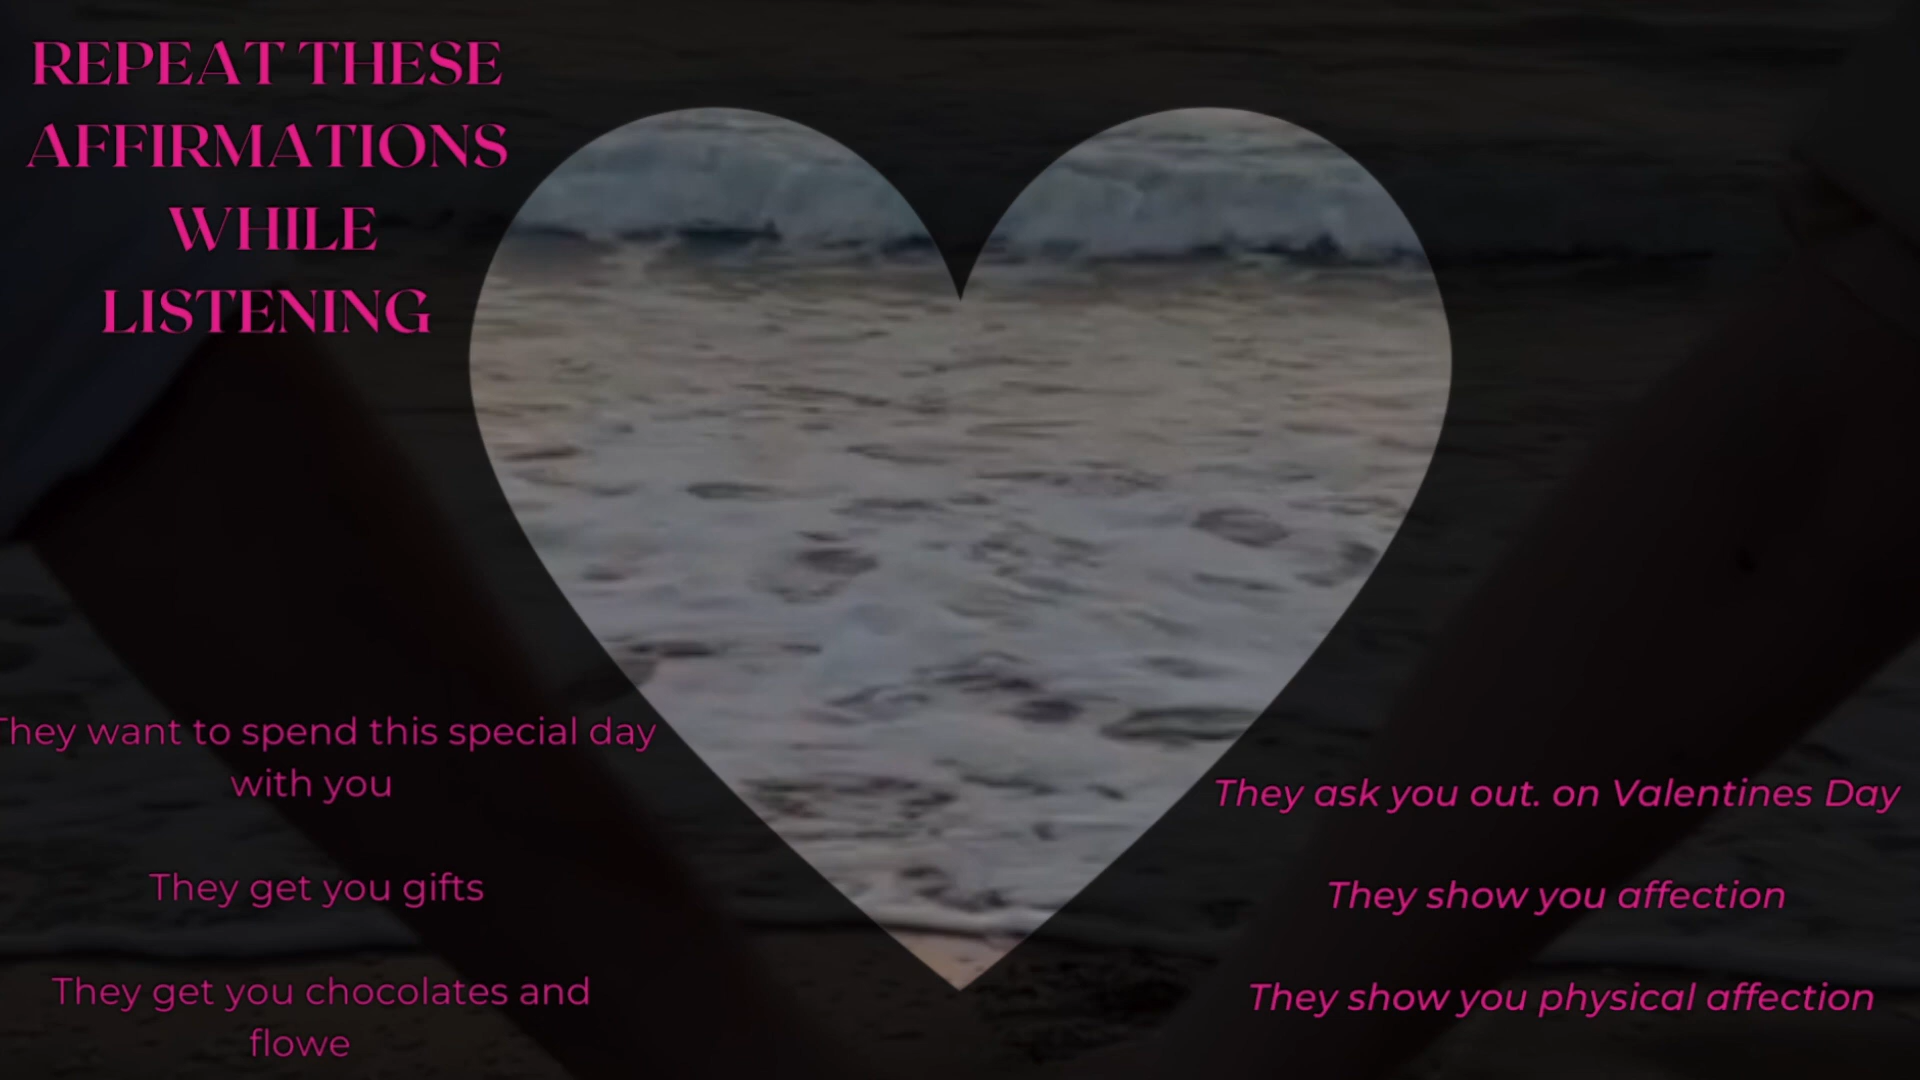 REPEAT THESE
AFFIRMATIONS
WHILE
LISTENING
They want to spend this special day
with you
They get you gifts
They get you chocolates and
flowe
They ask you out. on Valentines Day
They show you affection
They show you physical affection